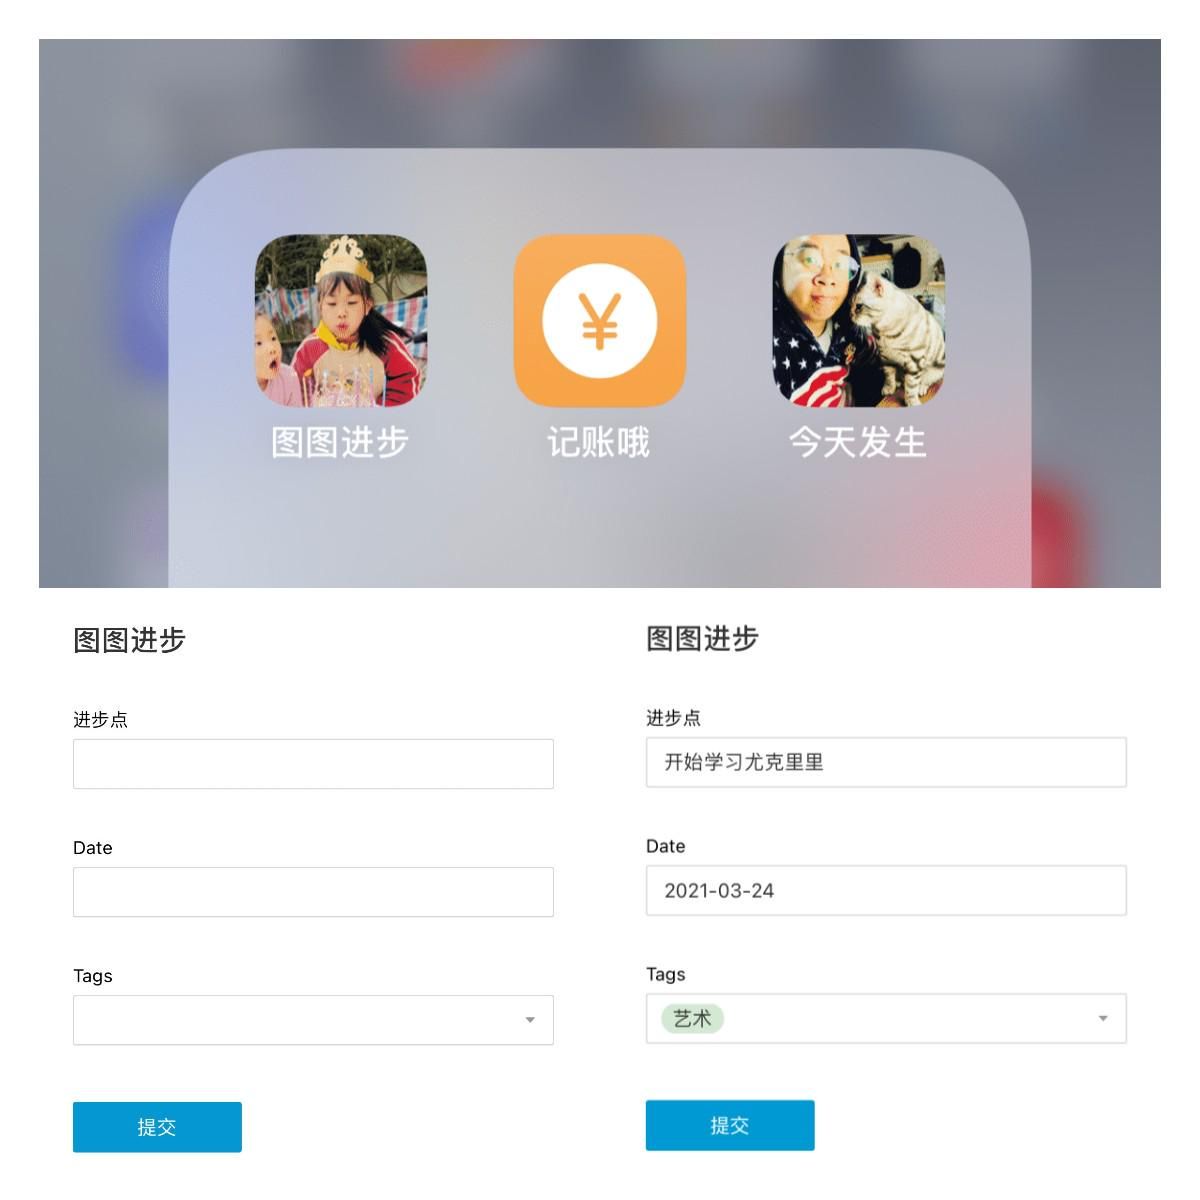 图图进步
记账哦
今天发生
图图进步
进步点
Date
Tags
提交
图图进步
进步点
开始学习尤克里里
Date
2021-03-24
Tags
艺术
提交